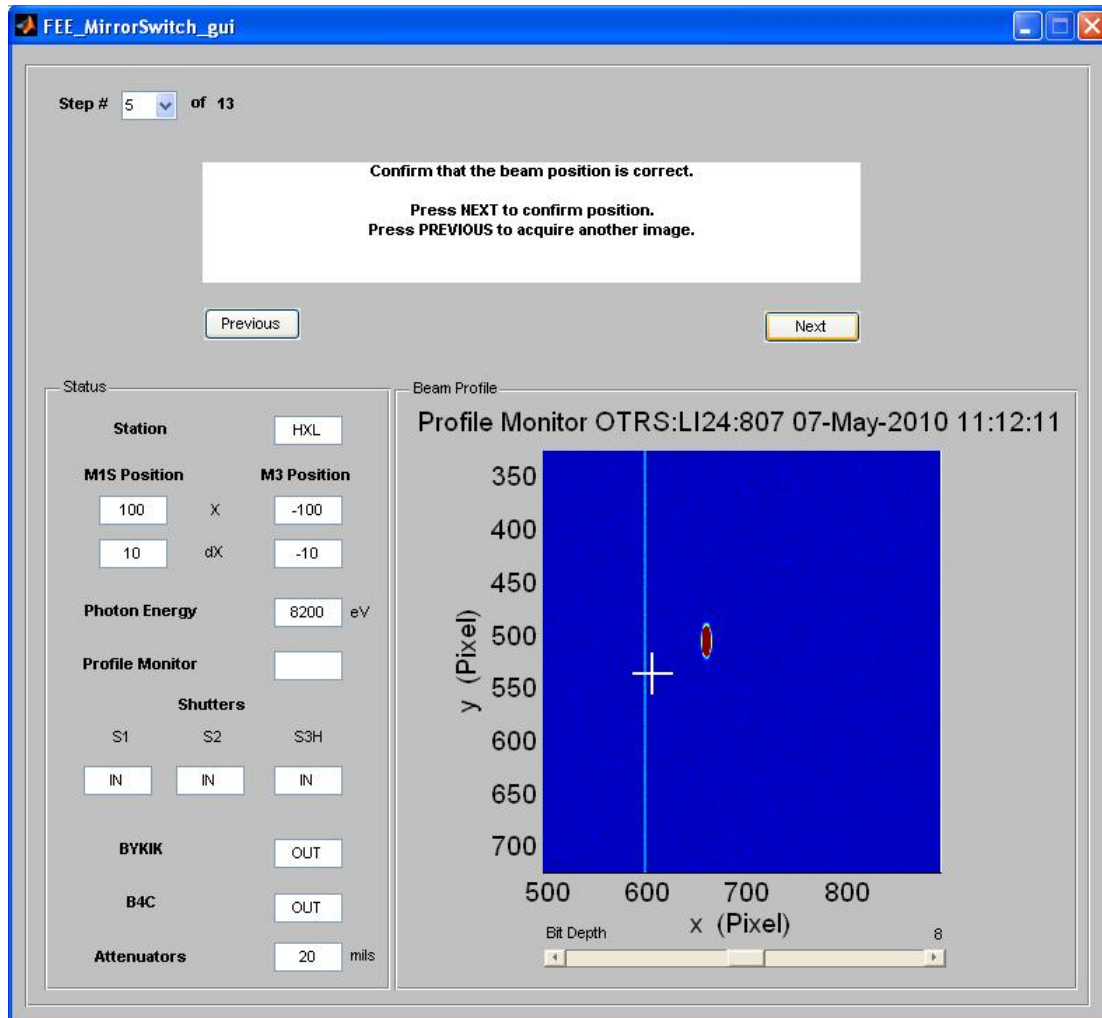 FEE_MirrorSwitch_gui
Step # 5 of 13
Confirm that the beam position is correct.
Press NEXT to confirm position.
Press PREVIOUS to acquire another image.
Previous
Next
Status
Station HXL
M1S Position M3 Position
100 X -100
10 dX -10
Photon Energy 8200 eV
Profile Monitor
Shutters
S1 S2 S3H
IN IN IN
BYKIK OUT
B4C OUT
Attenuators 20 mils
Beam Profile
Profile Monitor OTRS:LI24:807 07-May-2010 11:12:11
350
400
450
500
550
600
650
700
y (Pixel)
500 600 700 800
x (Pixel)
Bit Depth 8